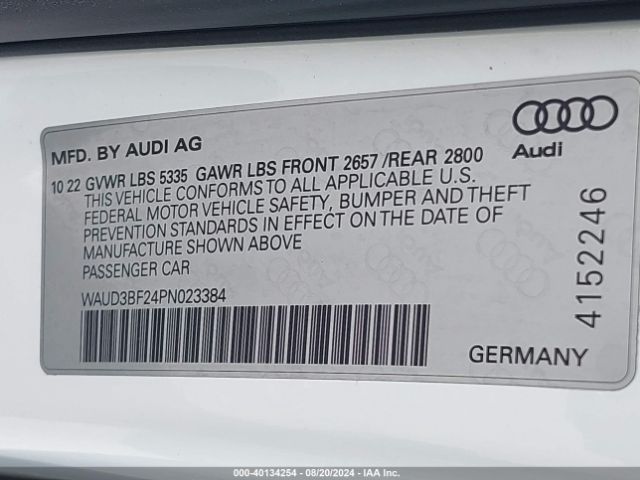 MFD. BY AUDI AG
Audi
10 22 GVWR LBS 5335 GAWR LBS FRONT 2657 /REAR 2800
THIS VEHICLE CONFORMS TO ALL APPLICABLE U.S.
FEDERAL MOTOR VEHICLE SAFETY, BUMPER AND THEFT
PREVENTION STANDARDS IN EFFECT ON THE DATE OF
MANUFACTURE SHOWN ABOVE
PASSENGER CAR
WAUD3BF24PN023384
4152246
GERMANY
000-40134254 - 08/20/2024 - IAA Inc.